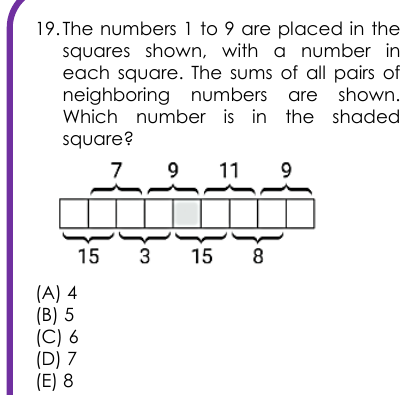 19. The numbers 1 to 9 are placed in the
squares shown, with a number in
each square. The sums of all pairs of
neighboring numbers are shown.
Which number is in the shaded
square?
7 9 11 9
15 3 15 8
(A) 4
(B) 5
(C) 6
(D) 7
(E) 8